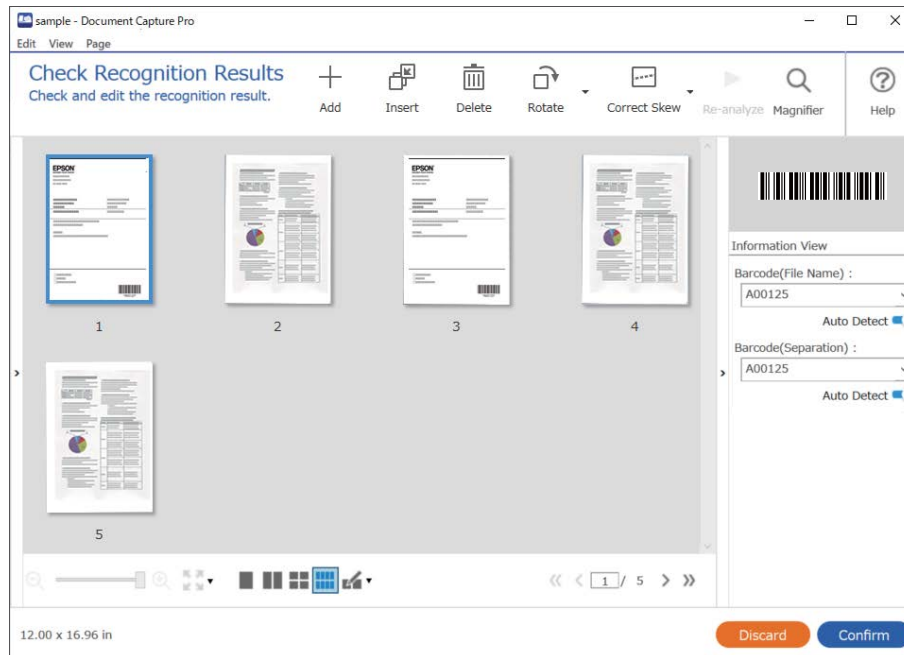 sample - Document Capture Pro
Edit View Page
Check Recognition Results
Check and edit the recognition result.
Add Insert Delete Rotate Correct Skew Re-analyze Magnifier Help
EPSON
EPSON
1 2 3 4
5
Information View
Barcode(File Name) :
A00125
Auto Detect
Barcode(Separation) :
A00125
Auto Detect
1 / 5
12.00 x 16.96 in
Discard Confirm